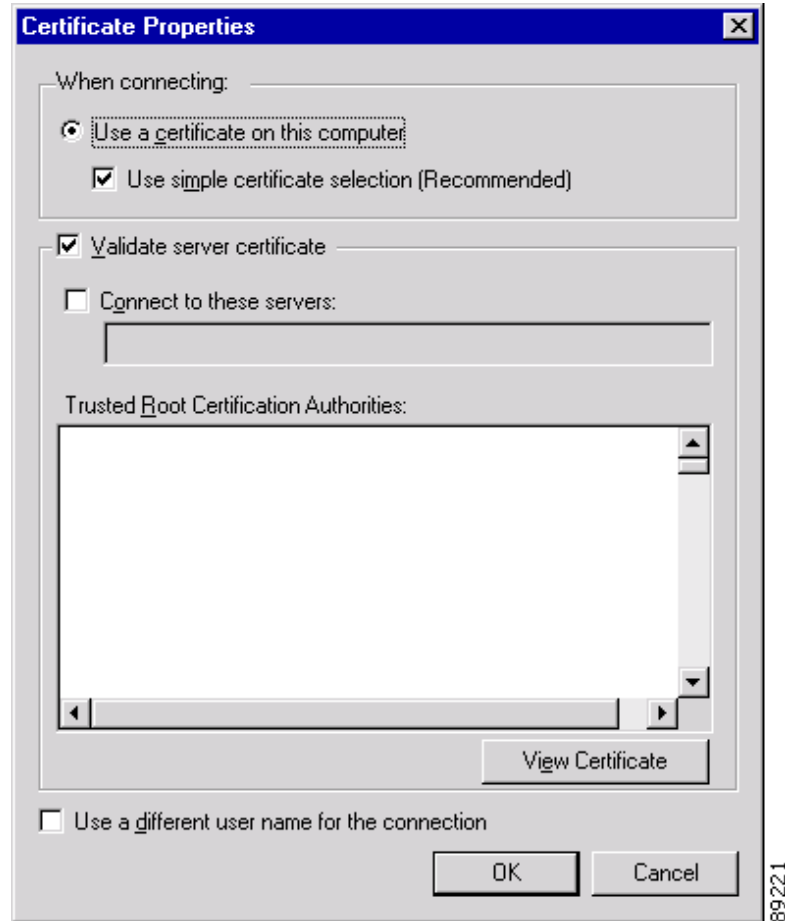 Certificate Properties
When connecting:
Use a certificate on this computer
Use simple certificate selection (Recommended)
Validate server certificate
Connect to these servers:
Trusted Root Certification Authorities:
View Certificate
Use a different user name for the connection
OK Cancel
89221